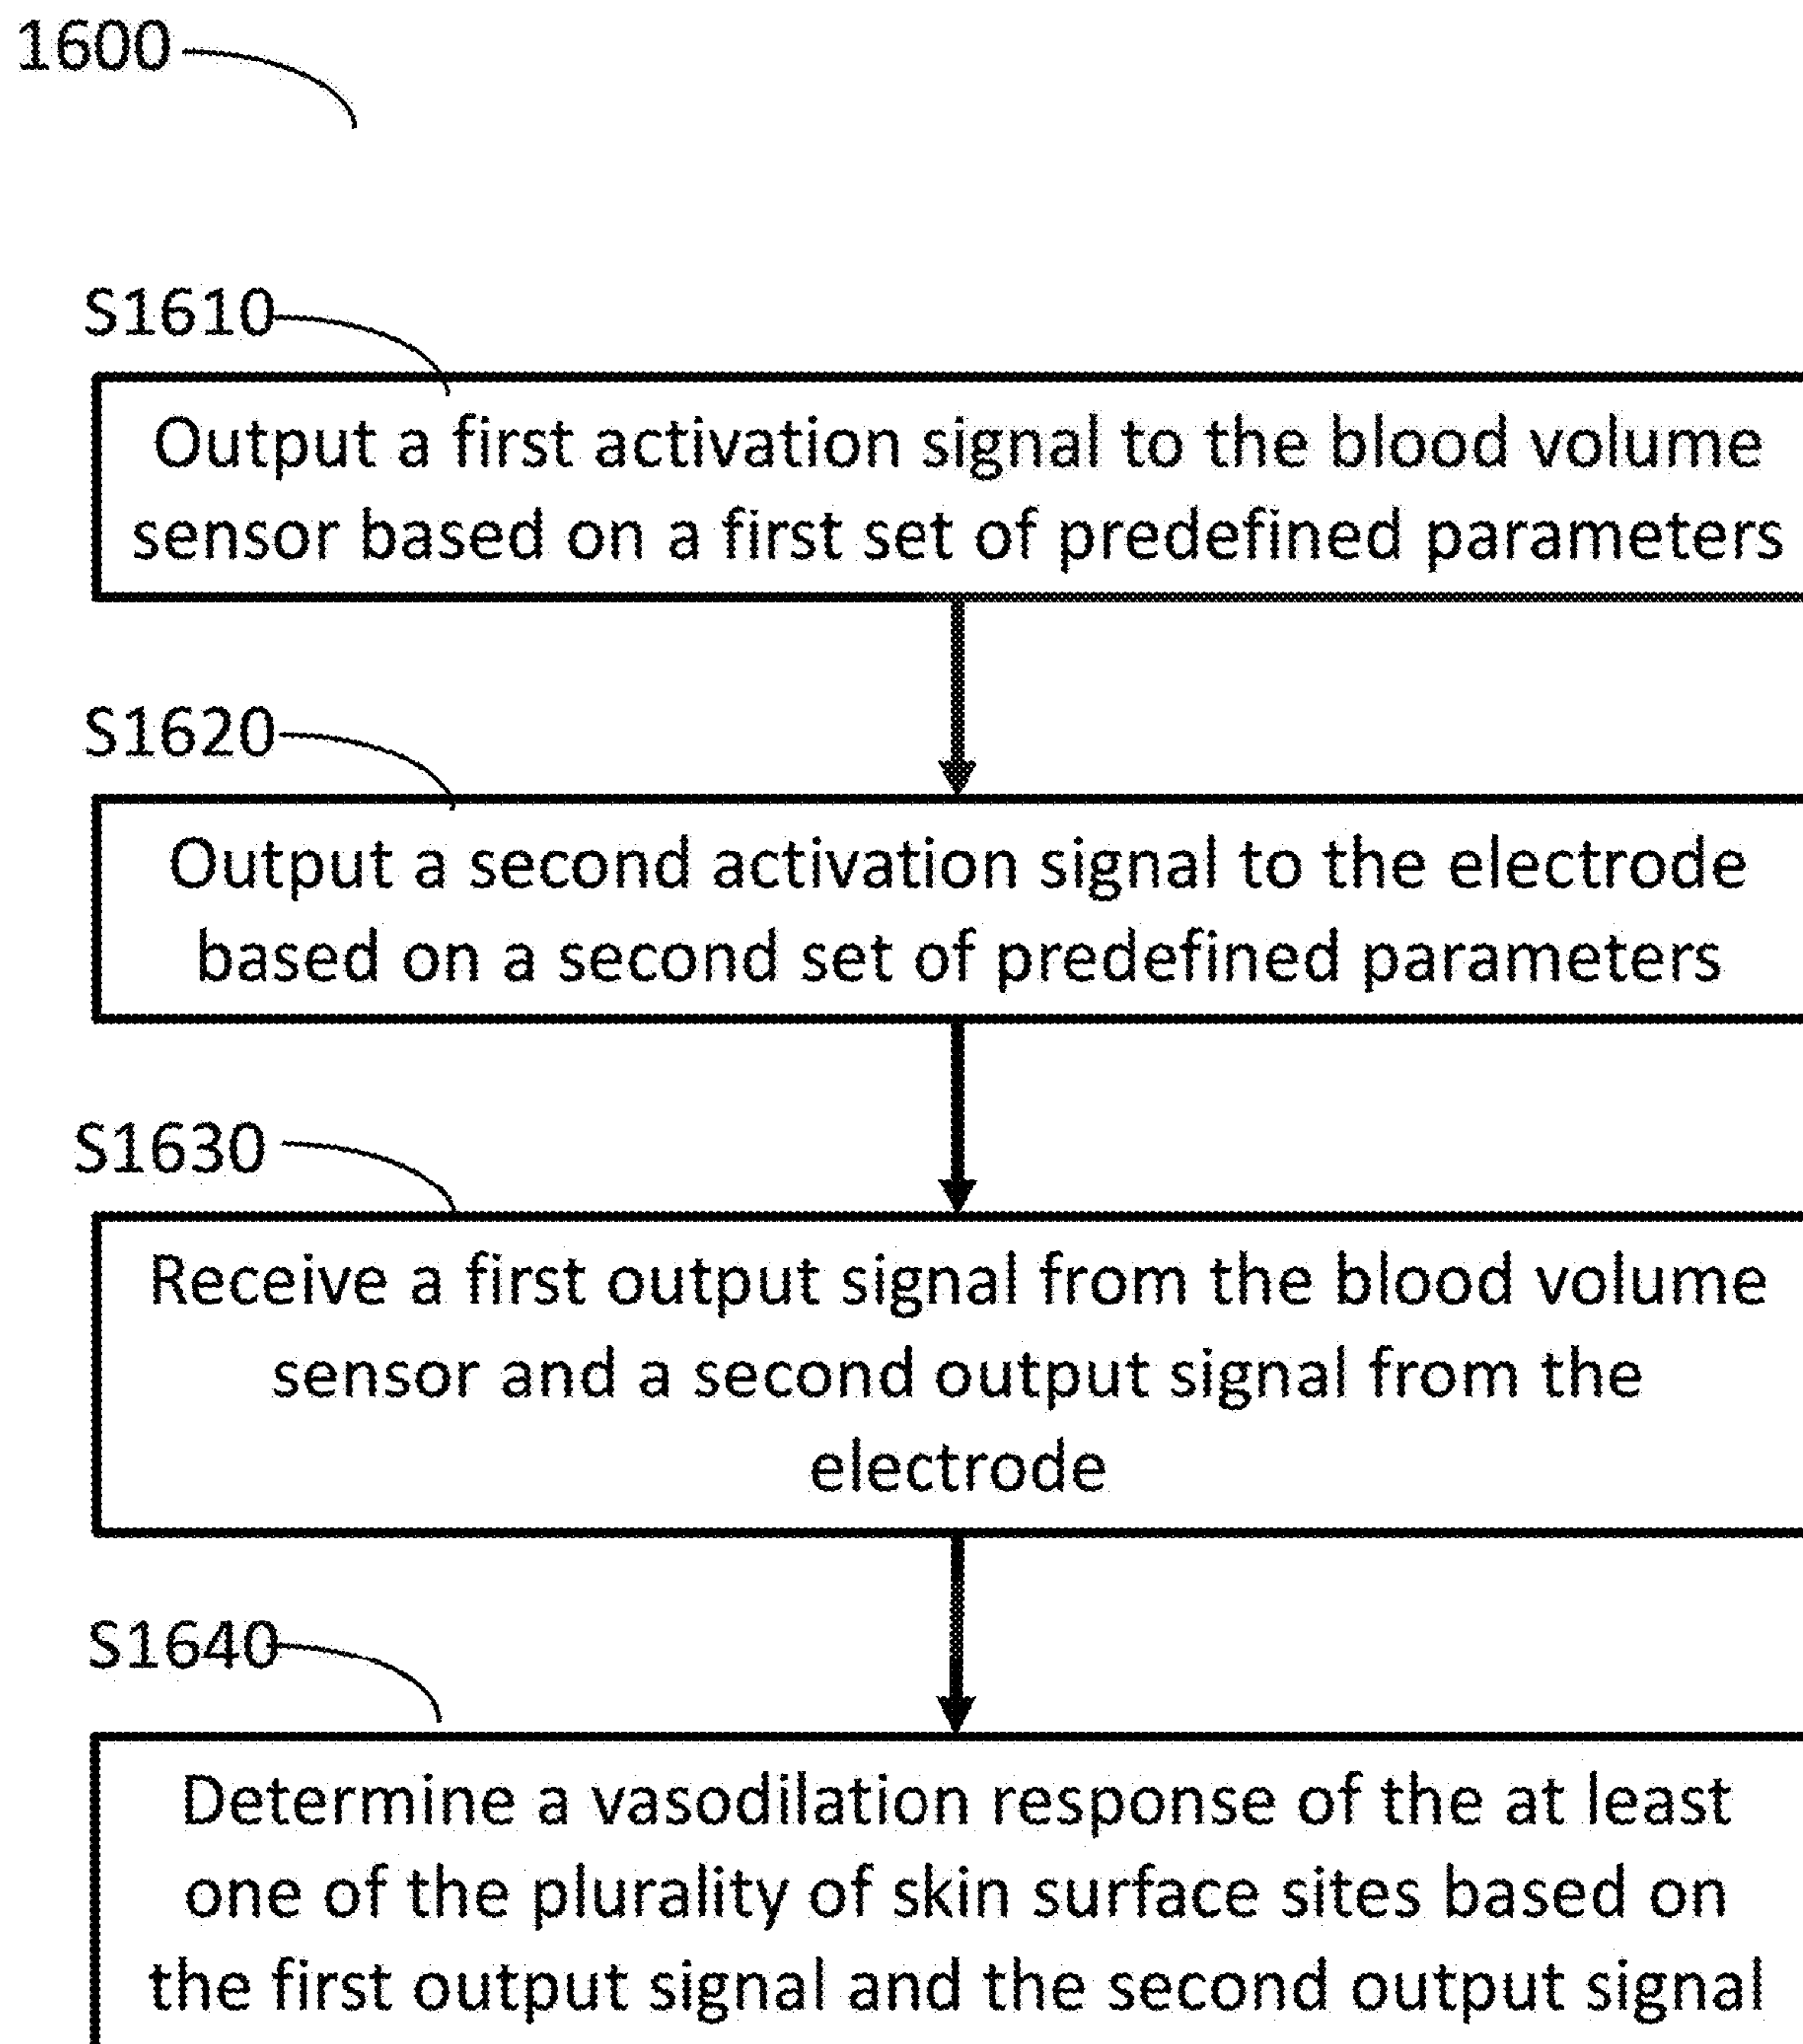 1600
S1610
Output a first activation signal to the blood volume
sensor based on a first set of predefined parameters
S1620
Output a second activation signal to the electrode
based on a second set of predefined parameters
S1630
Receive a first output signal from the blood volume
sensor and a second output signal from the
electrode
S1640
Determine a vasodilation response of the at least
one of the plurality of skin surface sites based on
the first output signal and the second output signal